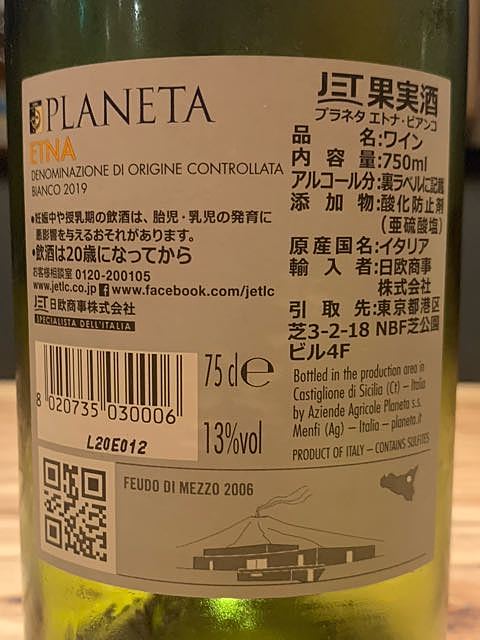 PLANETA
ETNA
DENOMINAZIONE DI ORIGINE CONTROLLATA
BIANCO 2019
•妊娠中や授乳期の飲酒は、胎児・乳児の発育に
悪影響を与えるおそれがあります。
•飲酒は20歳になってから
お客様相談室 0120-200105
www.jetlc.co.jp f www.facebook.com/jetlc
JET 日欧商事株式会社
SPECIALISTA DELL'ITALIA
8 020735 030006
L20E012
75 cl e
13%vol
JET 果実酒
プラネタ エトナ・ビアンコ
品名:ワイン
内容量:750ml
アルコール分:裏ラベルに記載
添加物:酸化防止剤
(亜硫酸塩)
原産国名:イタリア
輸入者:日欧商事
株式会社
引取先:東京都港区
芝3-2-18 NBF芝公園
ビル4F
Bottled in the production area in
Castiglione di Sicilia (Ct) – Italia
by Aziende Agricole Planeta s.s.
Menfi (Ag) – Italia – planeta.it
PRODUCT OF ITALY – CONTAINS SULFITES
FEUDO DI MEZZO 2006